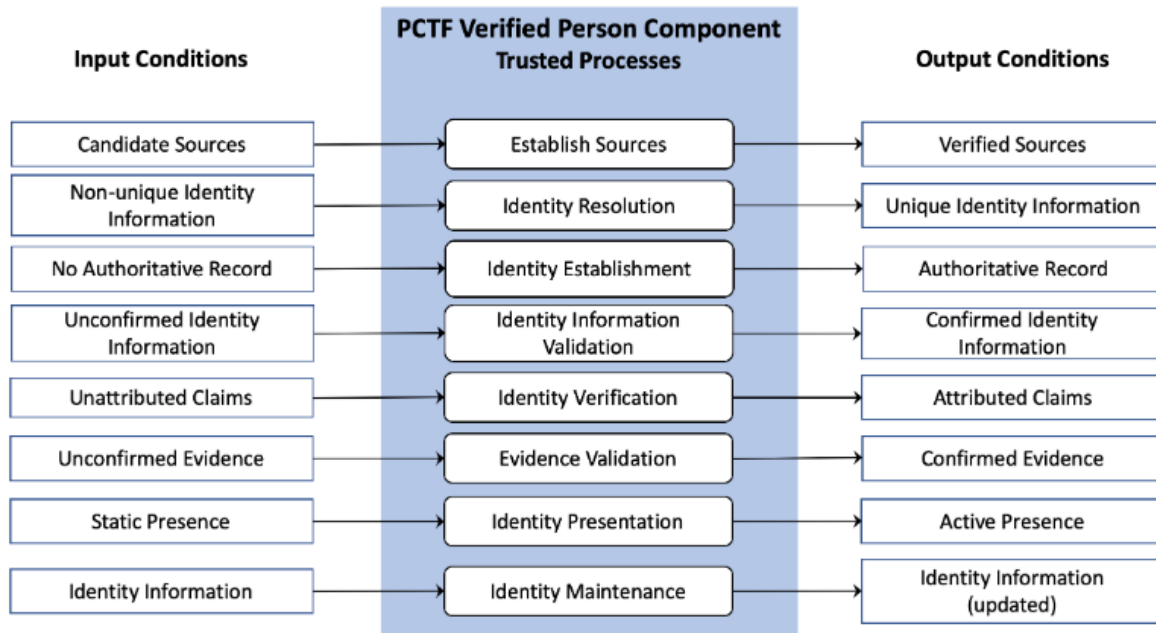 PCTF Verified Person Component
Input Conditions
Trusted Processes
Output Conditions
Candidate Sources
Establish Sources
Verified Sources
Non-unique Identity
Information
Identity Resolution
Unique Identity Information
No Authoritative Record
Identity Establishment
Authoritative Record
Unconfirmed Identity
Information
Identity Information
Validation
Confirmed Identity
Information
Unattributed Claims
Identity Verification
Attributed Claims
Unconfirmed Evidence
Evidence Validation
Confirmed Evidence
Static Presence
Identity Presentation
Active Presence
Identity Information
Identity Maintenance
Identity Information
(updated)